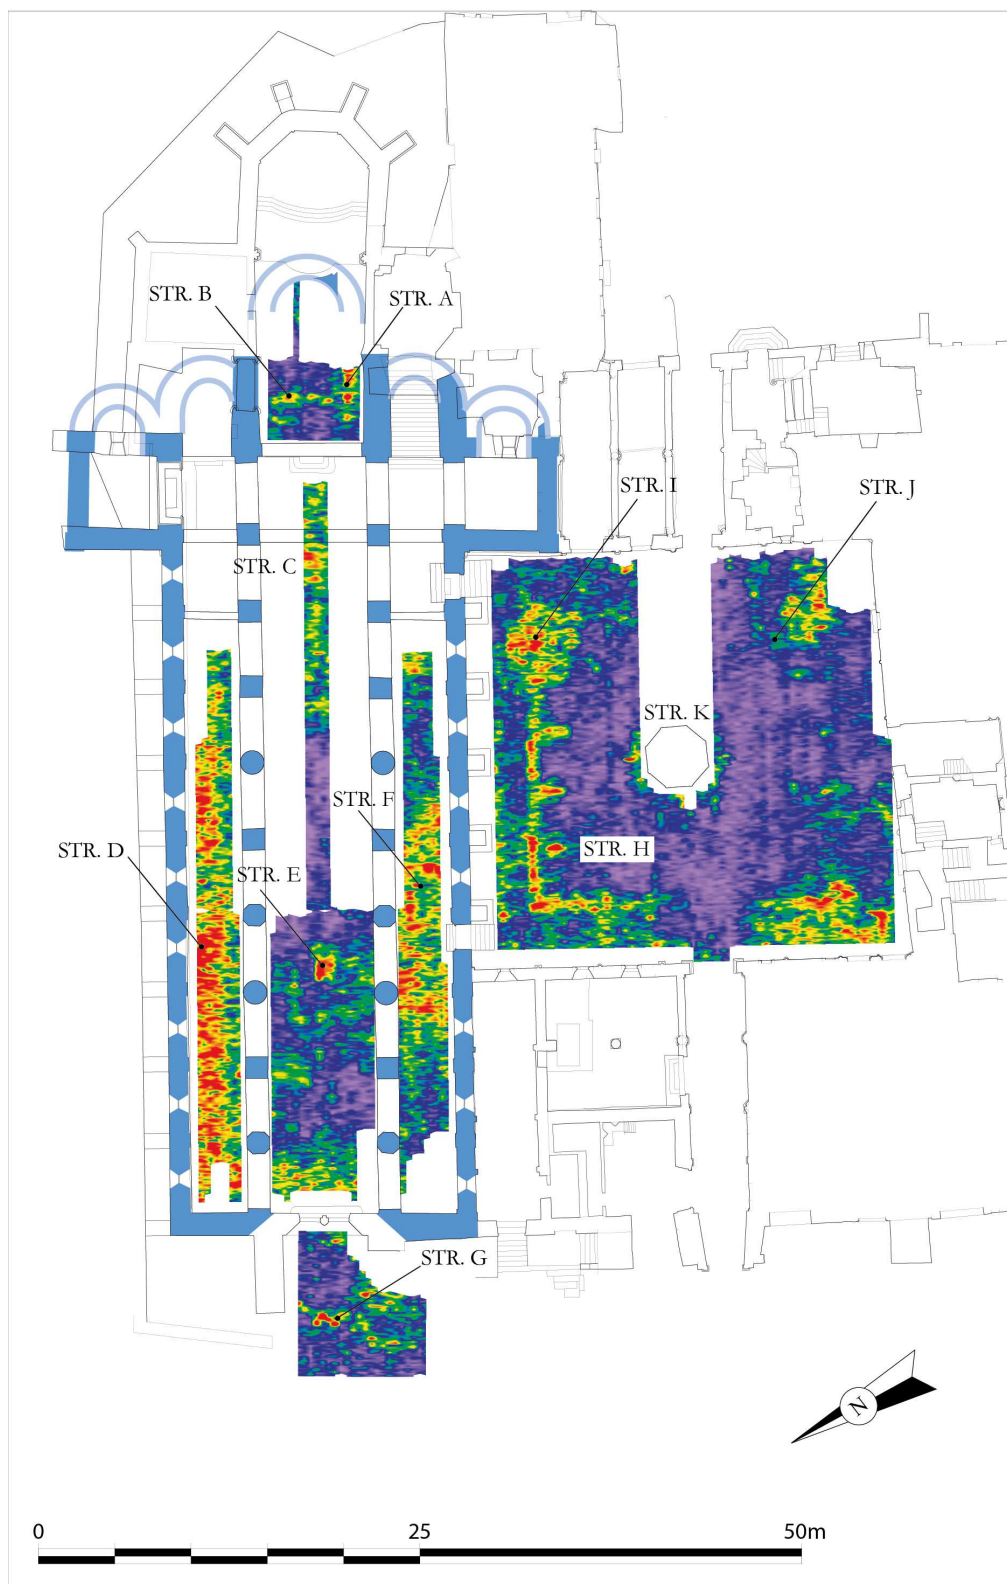 STR. B
STR. A
STR. I
STR. J
STR. C
STR. K
STR. F
STR. D
STR. H
STR. E
STR. G
N
0
25
50m